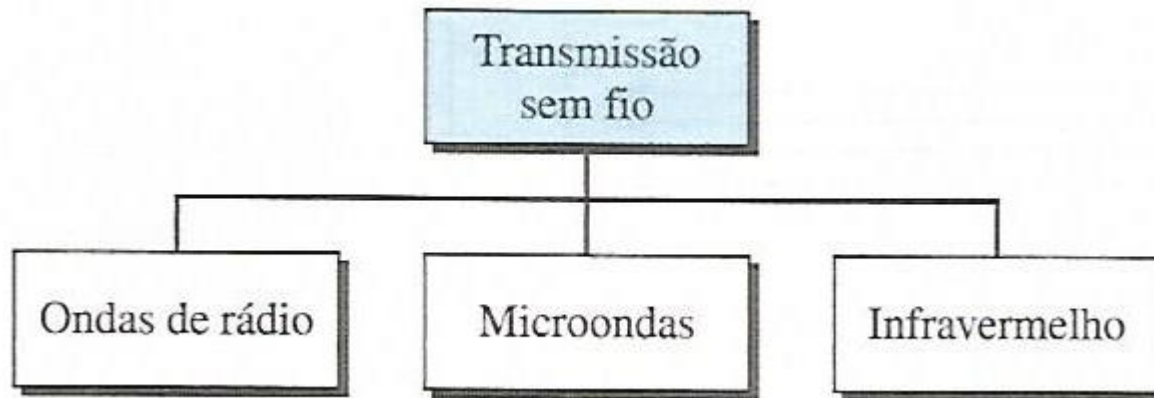 Transmissão
sem fio
Ondas de rádio
Microondas
Infravermelho